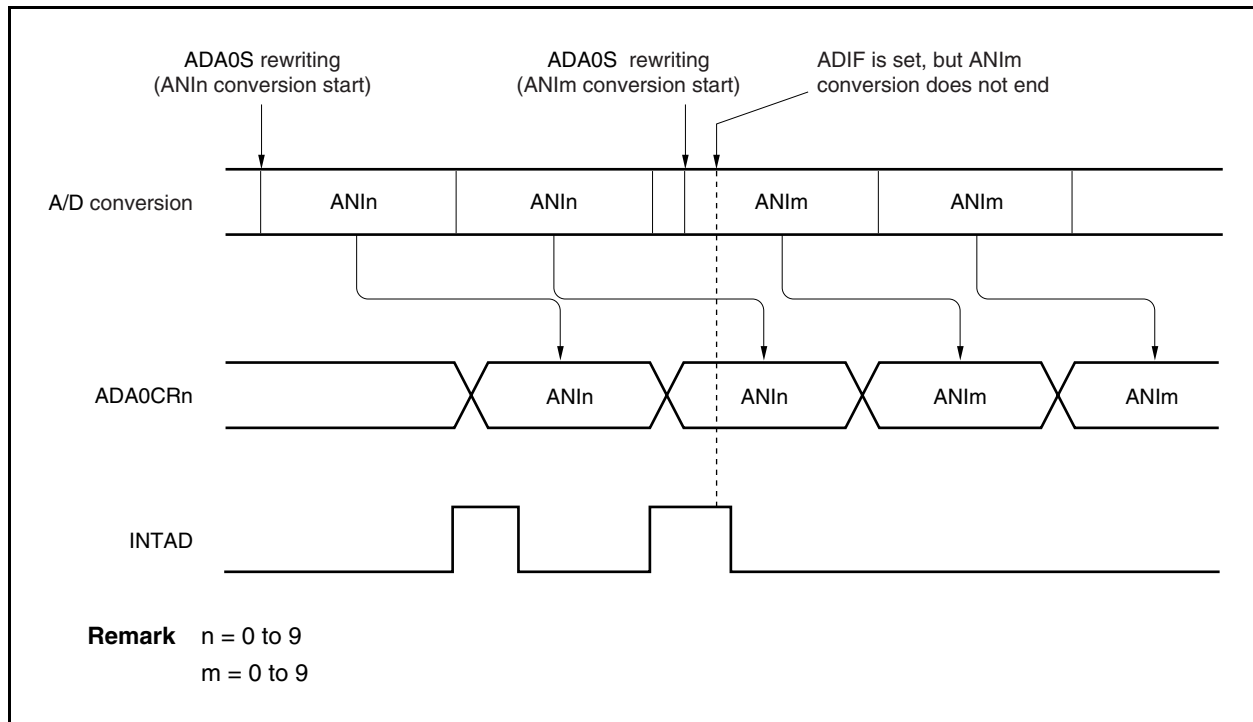 ADA0S rewriting
(ANIn conversion start)
ADA0S rewriting
(ANIm conversion start)
ADIF is set, but ANIm
conversion does not end
A/D conversion
ANIn
ANIn
ANIm
ANIm
ADA0CRn
ANIn
ANIn
ANIm
ANIm
INTAD
Remark n = 0 to 9
m = 0 to 9